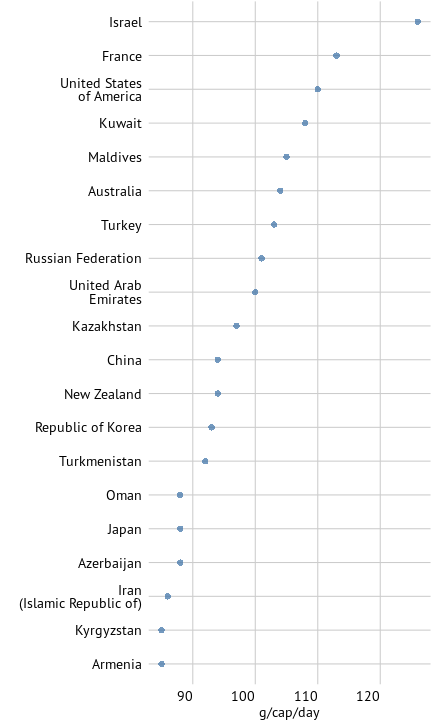 Israel
France
United States
of America
Kuwait
Maldives
Australia
Turkey
Russian Federation
United Arab
Emirates
Kazakhstan
China
New Zealand
Republic of Korea
Turkmenistan
Oman
Japan
Azerbaijan
Iran
(Islamic Republic of)
Kyrgyzstan
Armenia
90 100 110 120
g/cap/day